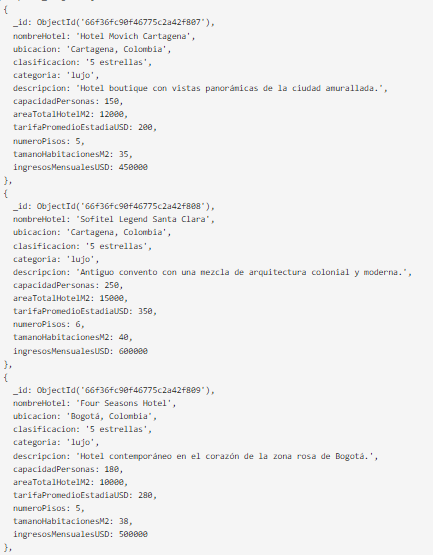 {
_id: ObjectId('66f36fc90f46775c2a42f807'),
nombreHotel: 'Hotel Movich Cartagena',
ubicacion: 'Cartagena, Colombia',
clasificacion: '5 estrellas',
categoria: 'lujo',
descripcion: 'Hotel boutique con vistas panorámicas de la ciudad amurallada.',
capacidadPersonas: 150,
areaTotalHotelM2: 12000,
tarifaPromedioEstadiaUSD: 200,
numeroPisos: 5,
tamanoHabitacionesM2: 35,
ingresosMensualesUSD: 450000
},
{
_id: ObjectId('66f36fc90f46775c2a42f808'),
nombreHotel: 'Sofitel Legend Santa Clara',
ubicacion: 'Cartagena, Colombia',
clasificacion: '5 estrellas',
categoria: 'lujo',
descripcion: 'Antiguo convento con una mezcla de arquitectura colonial y moderna.',
capacidadPersonas: 250,
areaTotalHotelM2: 15000,
tarifaPromedioEstadiaUSD: 350,
numeroPisos: 6,
tamanoHabitacionesM2: 40,
ingresosMensualesUSD: 600000
},
{
_id: ObjectId('66f36fc90f46775c2a42f809'),
nombreHotel: 'Four Seasons Hotel',
ubicacion: 'Bogotá, Colombia',
clasificacion: '5 estrellas',
categoria: 'lujo',
descripcion: 'Hotel contemporáneo en el corazón de la zona rosa de Bogotá.',
capacidadPersonas: 180,
areaTotalHotelM2: 10000,
tarifaPromedioEstadiaUSD: 280,
numeroPisos: 5,
tamanoHabitacionesM2: 38,
ingresosMensualesUSD: 500000
},